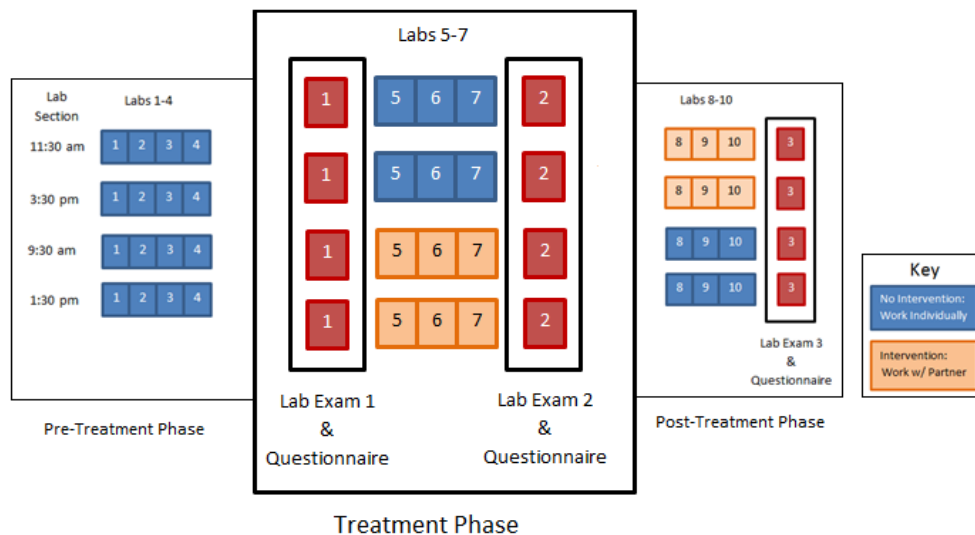 Lab
Section
Labs 1-4
11:30 am
1 2 3 4
3:30 pm
1 2 3 4
9:30 am
1 2 3 4
1:30 pm
1 2 3 4
Pre-Treatment Phase
Labs 5-7
1 5 6 7 2
1 5 6 7 2
1 5 6 7 2
1 5 6 7 2
Lab Exam 1
&
Questionnaire
Lab Exam 2
&
Questionnaire
Treatment Phase
Labs 8-10
8 9 10 3
8 9 10 3
8 9 10 3
8 9 10 3
Lab Exam 3
&
Questionnaire
Post-Treatment Phase
Key
No Intervention:
Work Individually
Intervention:
Work w/ Partner